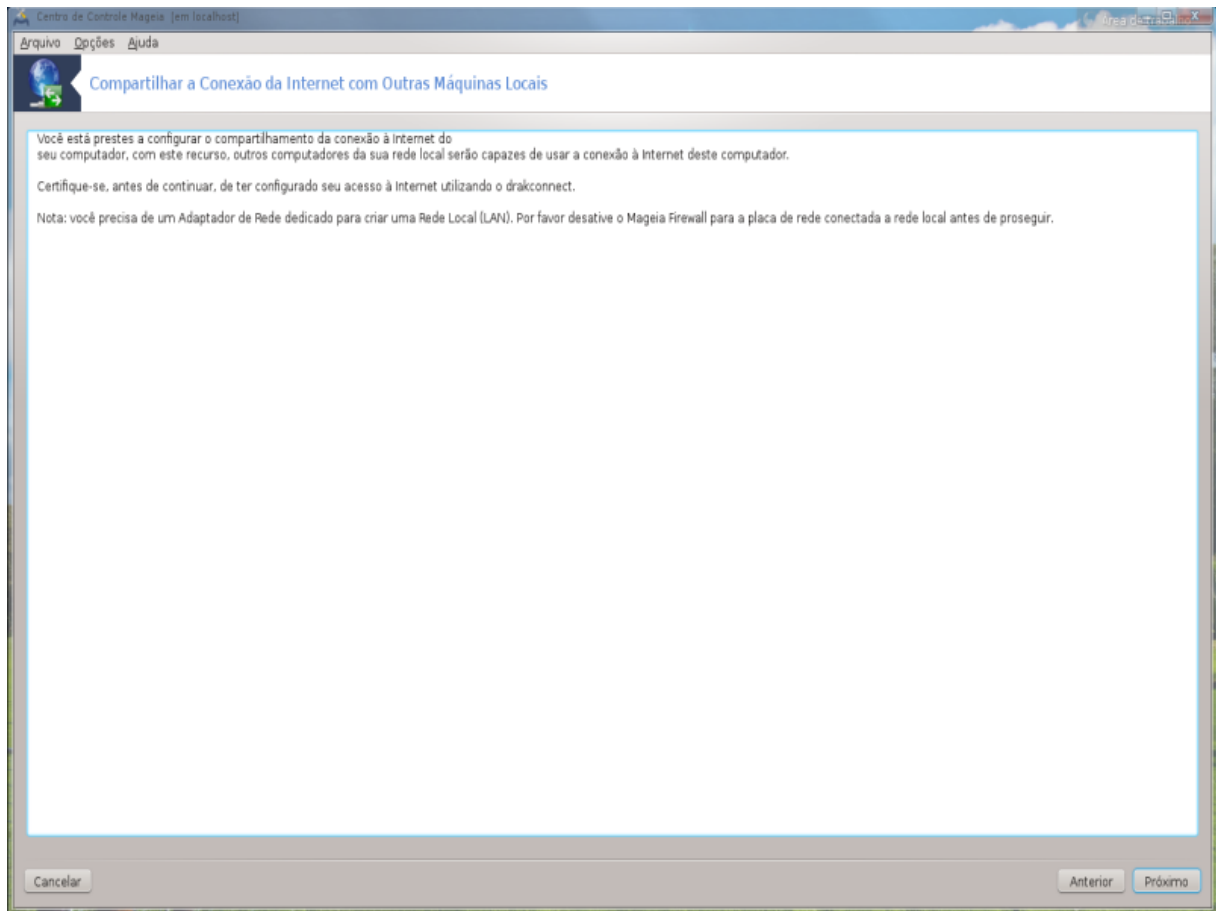 Centro de Controle Mageia [em localhost]
Área de trabalho
Arquivo Opções Ajuda
Compartilhar a Conexão da Internet com Outras Máquinas Locais
Você está prestes a configurar o compartilhamento da conexão à Internet do
seu computador, com este recurso, outros computadores da sua rede local serão capazes de usar a conexão à Internet deste computador.
Certifique-se, antes de continuar, de ter configurado seu acesso à Internet utilizando o drakconnect.
Nota: você precisa de um Adaptador de Rede dedicado para criar uma Rede Local (LAN). Por favor desative o Mageia Firewall para a placa de rede conectada a rede local antes de proseguir.
Cancelar
Anterior
Próximo